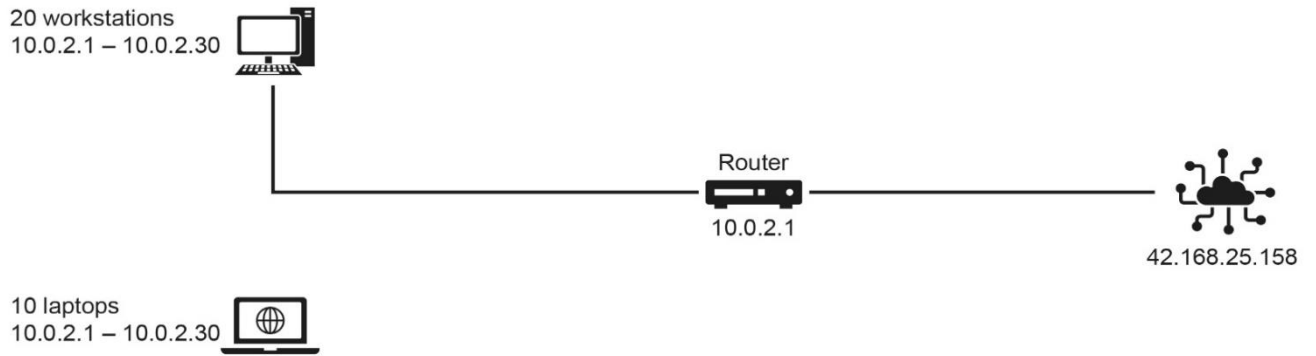 20 workstations
10.0.2.1 – 10.0.2.30
Router
10.0.2.1
42.168.25.158
10 laptops
10.0.2.1 – 10.0.2.30